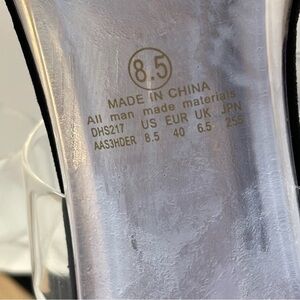 8.5
MADE IN CHINA
All man made materials
DHS217 US EUR UK JPN
AAS3HDER 8.5 40 6.5 255